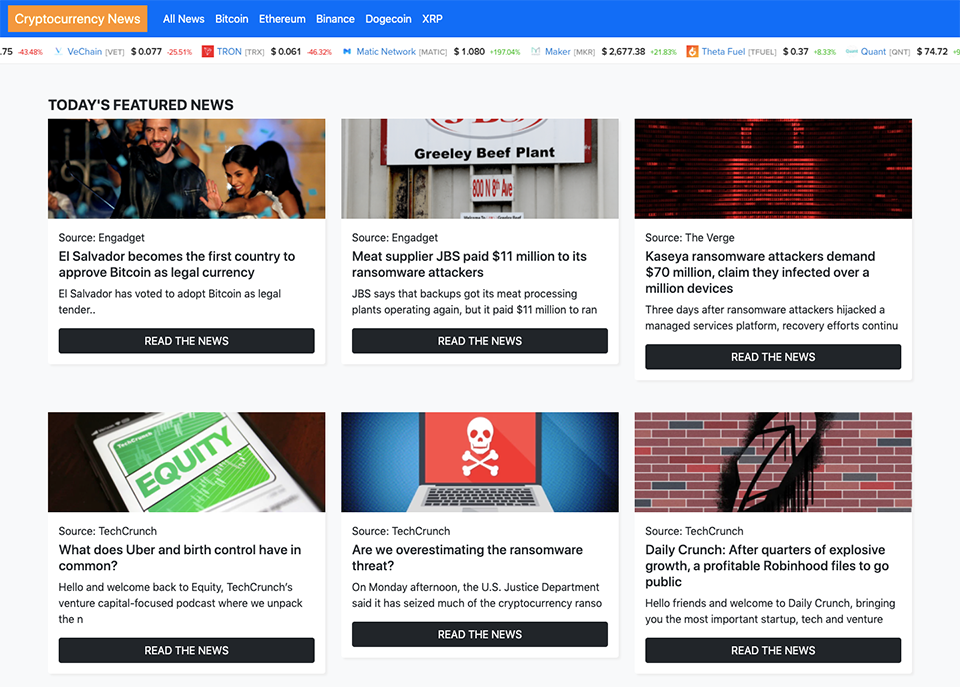 Cryptocurrency News All News Bitcoin Ethereum Binance Dogecoin XRP
.75 -43.48% VeChain [VET] $ 0.077 -25.51% TRON [TRX] $ 0.061 -46.32% Matic Network [MATIC] $ 1.080 +197.04% Maker [MKR] $ 2,677.38 +21.83% Theta Fuel [TFUEL] $ 0.37 +8.33% Quant [QNT] $ 74.72
TODAY'S FEATURED NEWS
JBS
Greeley Beef Plant
800 N 8th Ave
Source: Engadget
El Salvador becomes the first country to
approve Bitcoin as legal currency
El Salvador has voted to adopt Bitcoin as legal
tender..
READ THE NEWS
Source: Engadget
Meat supplier JBS paid $11 million to its
ransomware attackers
JBS says that backups got its meat processing
plants operating again, but it paid $11 million to ran
READ THE NEWS
Source: The Verge
Kaseya ransomware attackers demand
$70 million, claim they infected over a
million devices
Three days after ransomware attackers hijacked a
managed services platform, recovery efforts continu
READ THE NEWS
TechCrunch
EQUITY
Source: TechCrunch
What does Uber and birth control have in
common?
Hello and welcome back to Equity, TechCrunch's
venture capital-focused podcast where we unpack
the n
READ THE NEWS
Source: TechCrunch
Are we overestimating the ransomware
threat?
On Monday afternoon, the U.S. Justice Department
said it has seized much of the cryptocurrency ranso
READ THE NEWS
Source: TechCrunch
Daily Crunch: After quarters of explosive
growth, a profitable Robinhood files to go
public
Hello friends and welcome to Daily Crunch, bringing
you the most important startup, tech and venture
READ THE NEWS